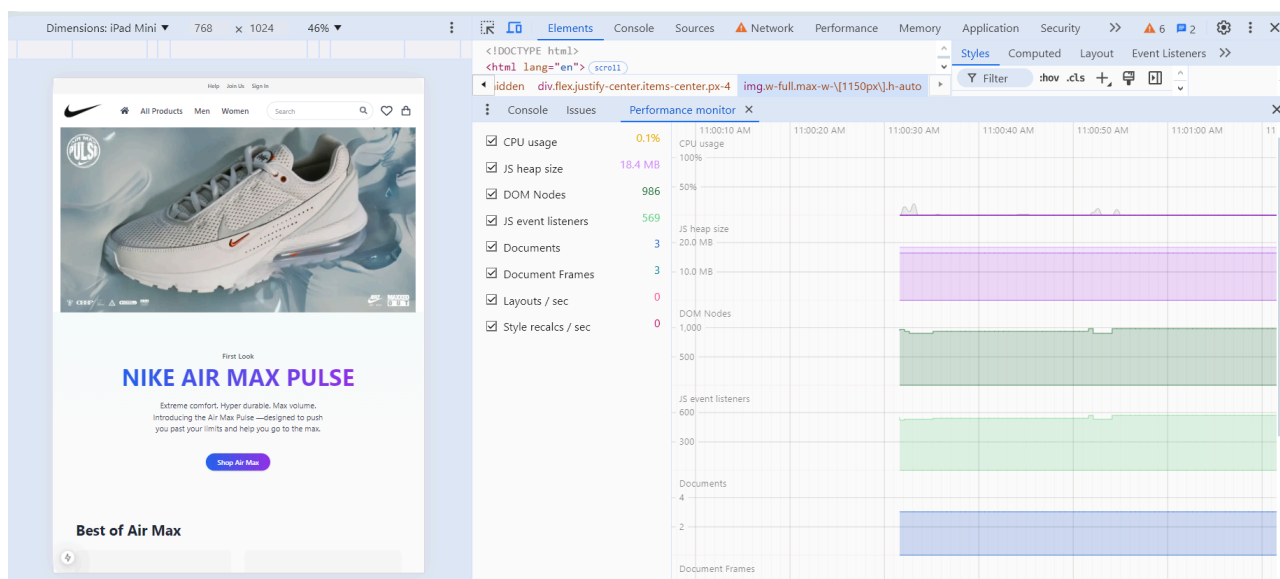 Dimensions: iPad Mini ▼ 768 × 1024 46% ▼
Elements Console Sources Network Performance Memory Application Security 6 2
<!DOCTYPE html>
<html lang="en"> scroll
idden div.flex.justify-center.items-center.px-4 img.w-full.max-w-\[1150px\].h-auto
Styles Computed Layout Event Listeners
Filter :hov .cls
Console Issues Performance monitor
Help Join Us Sign In
All Products Men Women Search
AIR MAX
PULSE
First Look
NIKE AIR MAX PULSE
Extreme comfort. Hyper durable. Max volume.
Introducing the Air Max Pulse —designed to push
you past your limits and help you go to the max.
Shop Air Max
Best of Air Max
CPU usage 0.1%
JS heap size 18.4 MB
DOM Nodes 986
JS event listeners 569
Documents 3
Document Frames 3
Layouts / sec 0
Style recalcs / sec 0
11:00:10 AM 11:00:20 AM 11:00:30 AM 11:00:40 AM 11:00:50 AM 11:01:00 AM 11
CPU usage
100%
50%
JS heap size
20.0 MB
10.0 MB
DOM Nodes
1,000
500
JS event listeners
600
300
Documents
4
2
Document Frames